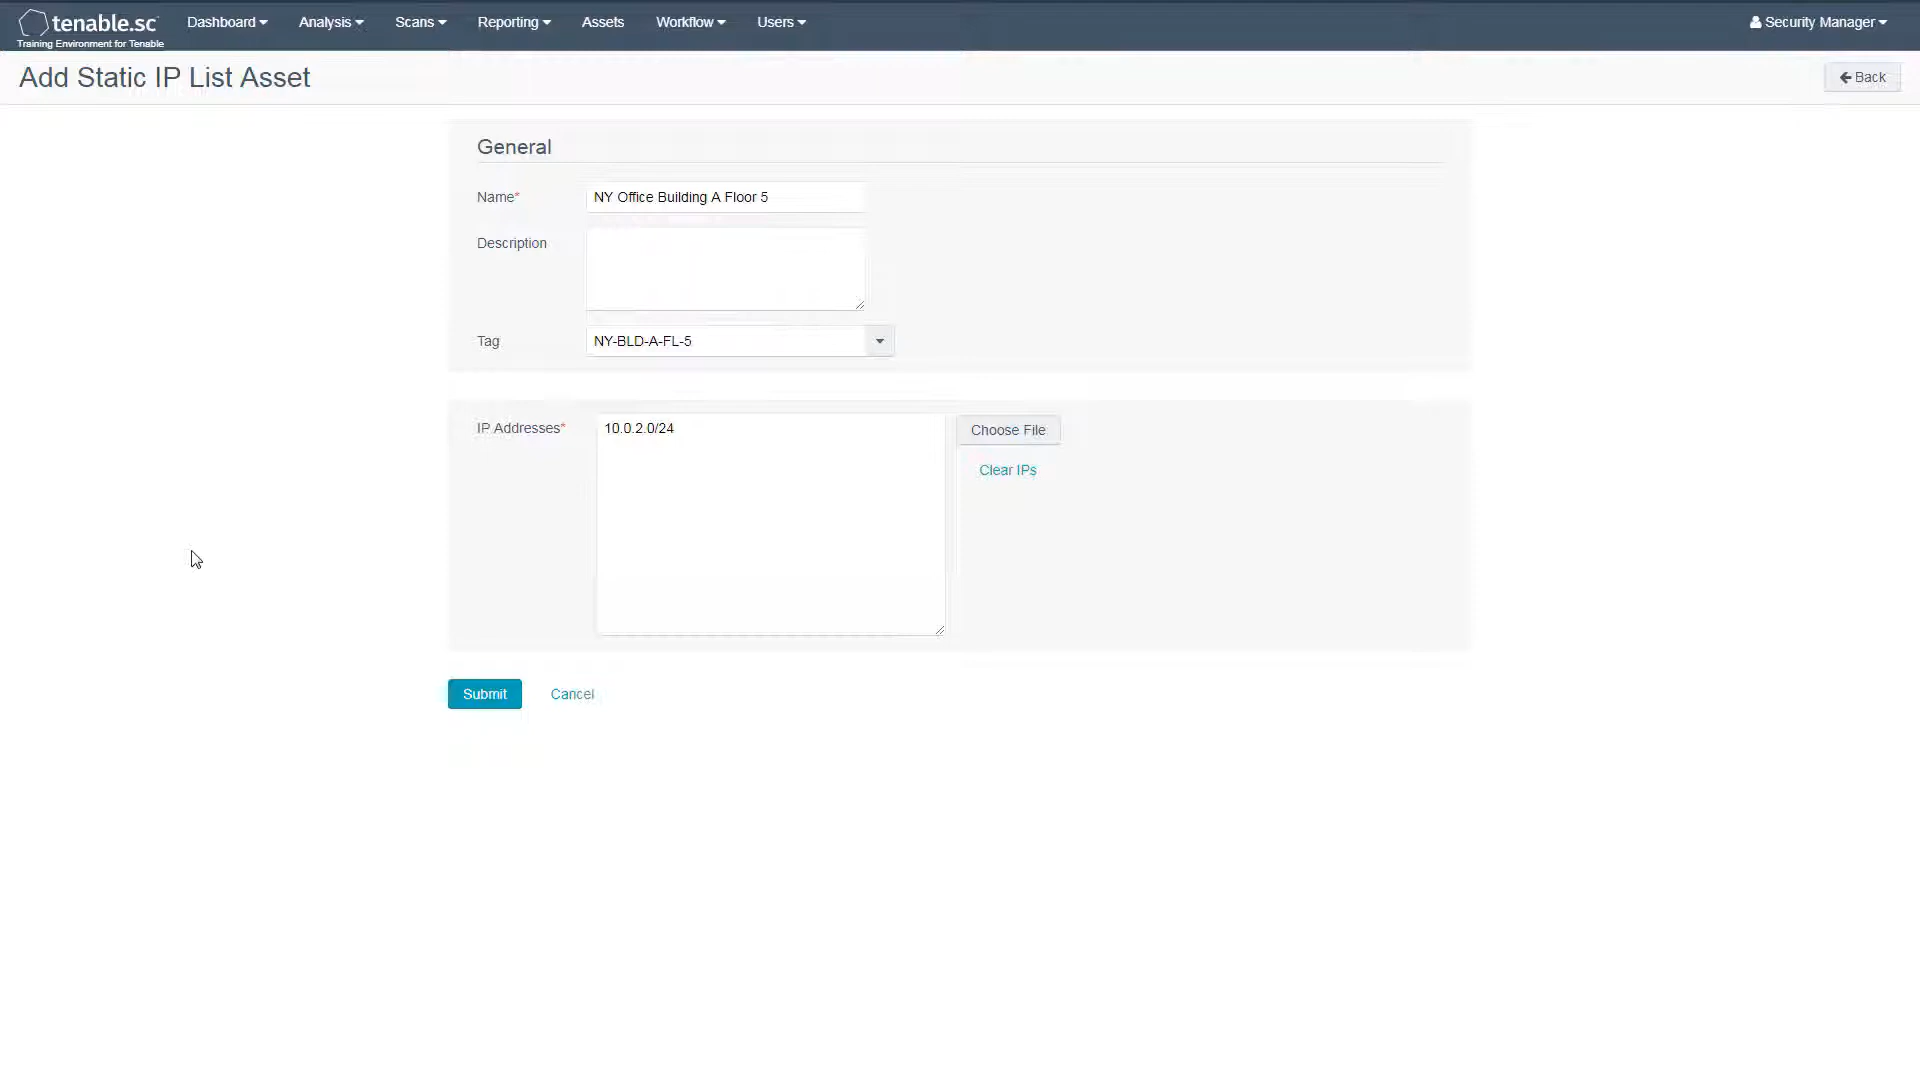 tenable.sc
Training Environment for Tenable
Dashboard Analysis Scans Reporting Assets Workflow Users Security Manager
Add Static IP List Asset
Back
General
Name* NY Office Building A Floor 5
Description
Tag NY-BLD-A-FL-5
IP Addresses* 10.0.2.0/24
Choose File
Clear IPs
Submit Cancel